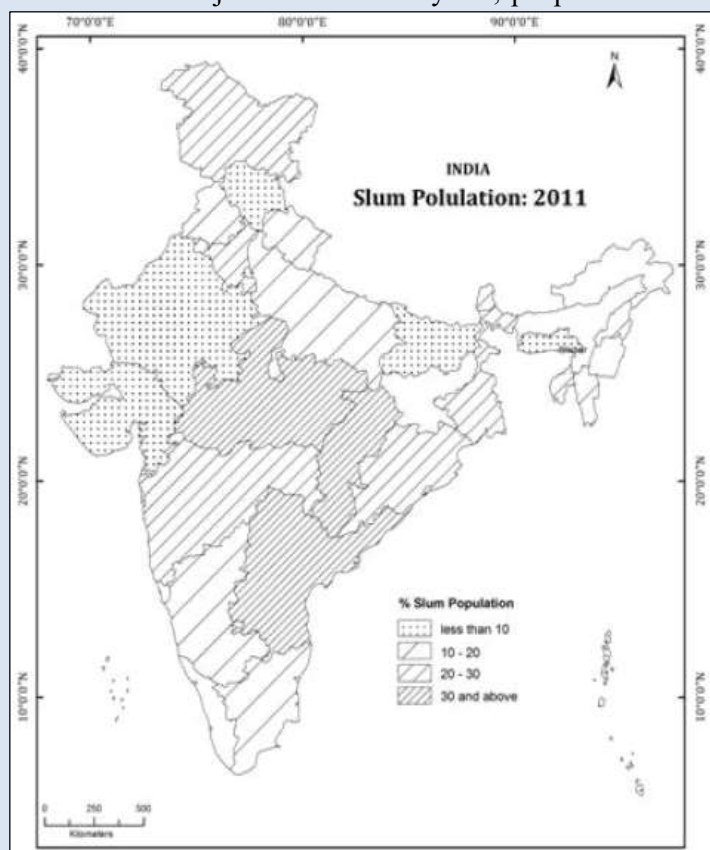 70°0'0"E 80°0'0"E 90°0'0"E
40°0'0"N 40°0'0"N
N
INDIA
Slum Polulation: 2011
30°0'0"N 30°0'0"N
20°0'0"N 20°0'0"N
% Slum Population
less than 10
10 - 20
20 - 30
30 and above
10°0'0"N 10°0'0"N
0 250 500
Kilometers